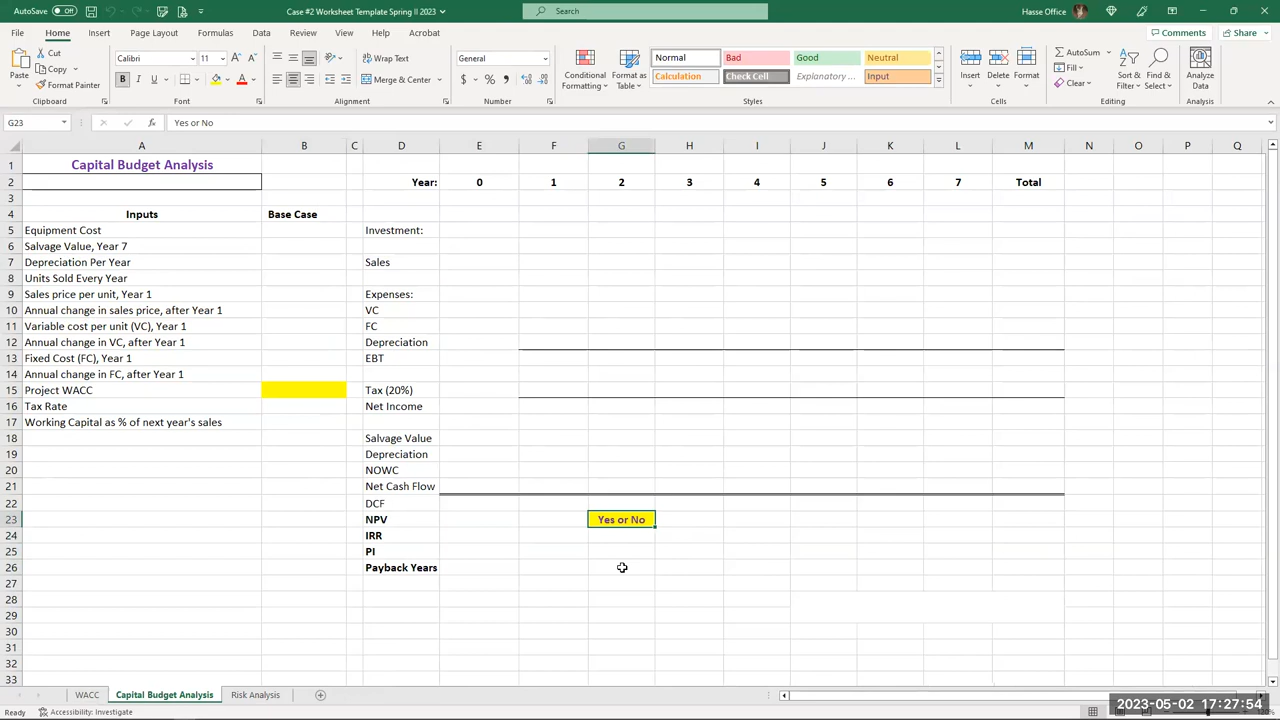 AutoSave Off Case #2 Worksheet Template Spring II 2023 Search Hasse Office
File Home Insert Page Layout Formulas Data Review View Help Acrobat Comments Share
Paste Cut Copy Format Painter Clipboard
Calibri 11 B I U A Font
Wrap Text Merge & Center Alignment
General $ % Number
Conditional Formatting Format as Table Normal Bad Good Neutral Calculation Check Cell Explanatory ... Input Styles
Insert Delete Format Cells
AutoSum Fill Clear Sort & Filter Find & Select Editing
Analyze Data Analysis
G23 fx Yes or No
A B C D E F G H I J K L M N O P Q
1 Capital Budget Analysis
2 Year: 0 1 2 3 4 5 6 7 Total
3
4 Inputs Base Case
5 Equipment Cost Investment:
6 Salvage Value, Year 7
7 Depreciation Per Year Sales
8 Units Sold Every Year
9 Sales price per unit, Year 1 Expenses:
10 Annual change in sales price, after Year 1 VC
11 Variable cost per unit (VC), Year 1 FC
12 Annual change in VC, after Year 1 Depreciation
13 Fixed Cost (FC), Year 1 EBT
14 Annual change in FC, after Year 1
15 Project WACC Tax (20%)
16 Tax Rate Net Income
17 Working Capital as % of next year's sales
18 Salvage Value
19 Depreciation
20 NOWC
21 Net Cash Flow
22 DCF
23 NPV Yes or No
24 IRR
25 PI
26 Payback Years
27
28
29
30
31
32
33
WACC Capital Budget Analysis Risk Analysis
Ready Accessibility: Investigate 2023-05-02 17:27:54